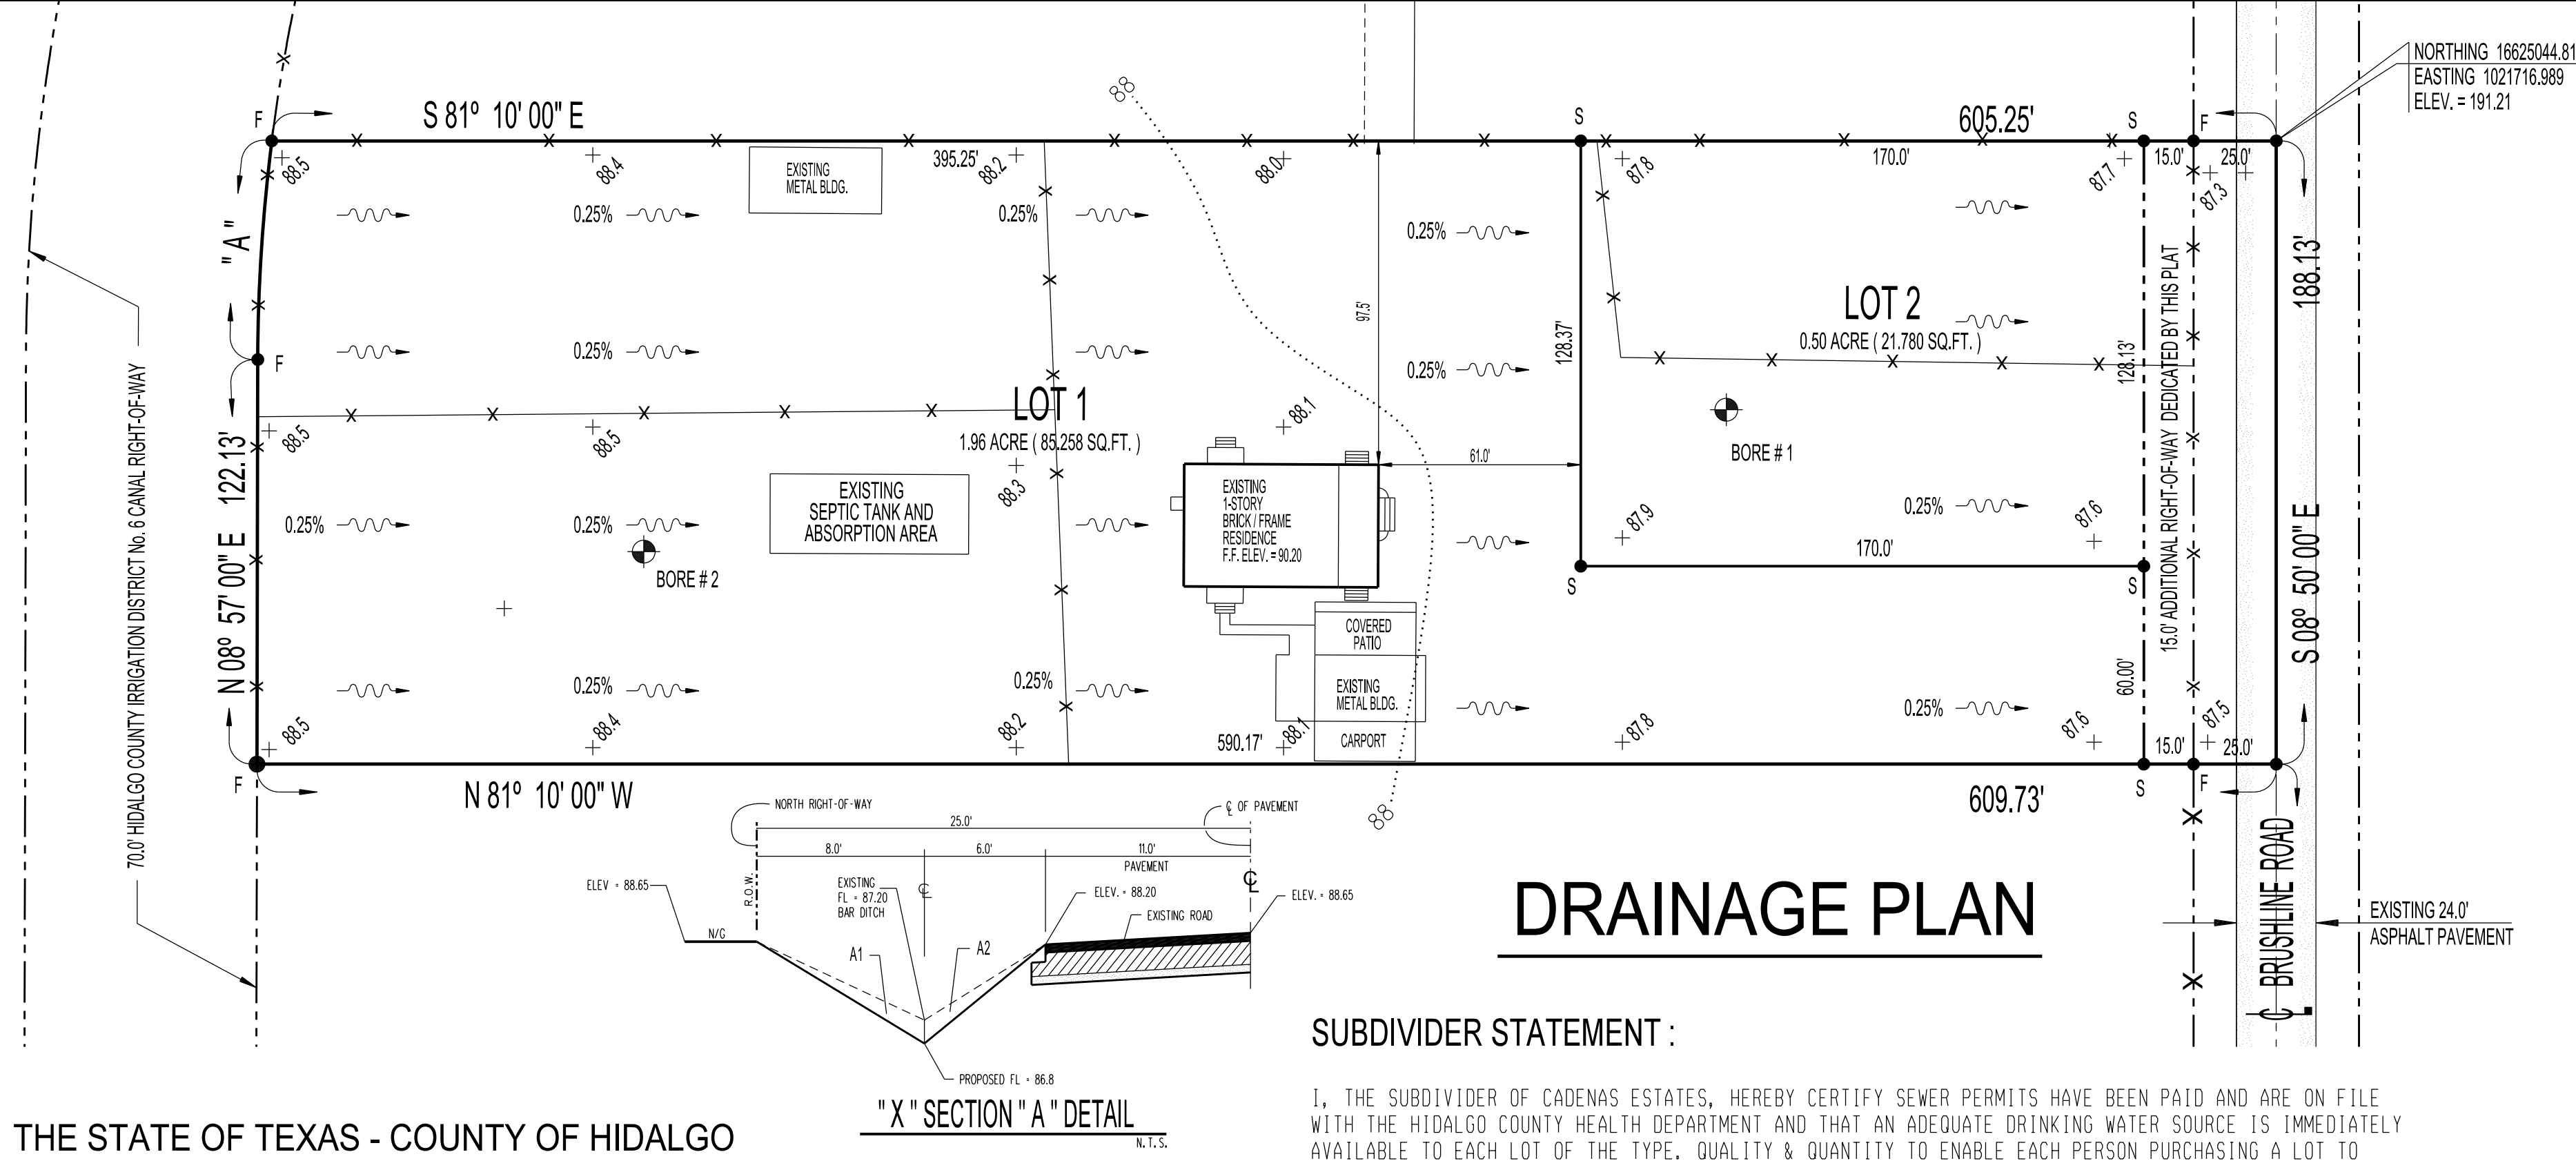 NORTHING 16625044.81
EASTING 1021716.989
ELEV. = 191.21
88
F
S 81º 10' 00" E
605.25'
S
S
F
395.25'
170.0'
15.0'
25.0'
88.5
88.4
88.2
88.0
87.8
87.7
87.3
EXISTING
METAL BLDG.
0.25%
0.25%
0.25%
" A "
97.5'
128.37'
LOT 2
0.50 ACRE ( 21.780 SQ.FT. )
128.13'
15.0' ADDITIONAL RIGHT-OF-WAY DEDICATED BY THIS PLAT
188.13'
S 08º 50' 00" E
F
0.25%
0.25%
0.25%
70.0' HIDALGO COUNTY IRRIGATION DISTRICT No. 6 CANAL RIGHT-OF-WAY
N 08º 57' 00" E 122.13'
LOT 1
1.96 ACRE ( 85.258 SQ.FT. )
88.5
88.5
88.3
88.1
61.0'
BORE # 1
EXISTING
SEPTIC TANK AND
ABSORPTION AREA
EXISTING
1-STORY
BRICK / FRAME
RESIDENCE
F.F. ELEV. = 90.20
0.25%
0.25%
0.25%
87.9
87.6
BORE # 2
170.0'
S
S
COVERED
PATIO
EXISTING
METAL BLDG.
CARPORT
0.25%
0.25%
0.25%
60.00'
88.5
88.4
88.2
590.17'
88.1
87.8
87.6
87.5
15.0'
25.0'
F
N 81º 10' 00" W
88
609.73'
S
F
NORTH RIGHT-OF-WAY
℄ OF PAVEMENT
25.0'
8.0'
6.0'
11.0'
PAVEMENT
ELEV = 88.65
R.O.W.
EXISTING
FL = 87.20
BAR DITCH
℄
ELEV. = 88.20
℄
ELEV. = 88.65
EXISTING ROAD
N/G
A1
A2
PROPOSED FL = 86.8
" X " SECTION " A " DETAIL
N.T.S.
DRAINAGE PLAN
℄ BRUSHLINE ROAD
EXISTING 24.0'
ASPHALT PAVEMENT
SUBDIVIDER STATEMENT :
I, THE SUBDIVIDER OF CADENAS ESTATES, HEREBY CERTIFY SEWER PERMITS HAVE BEEN PAID AND ARE ON FILE
WITH THE HIDALGO COUNTY HEALTH DEPARTMENT AND THAT AN ADEQUATE DRINKING WATER SOURCE IS IMMEDIATELY
AVAILABLE TO EACH LOT OF THE TYPE. QUALITY & QUANTITY TO ENABLE EACH PERSON PURCHASING A LOT TO
THE STATE OF TEXAS - COUNTY OF HIDALGO